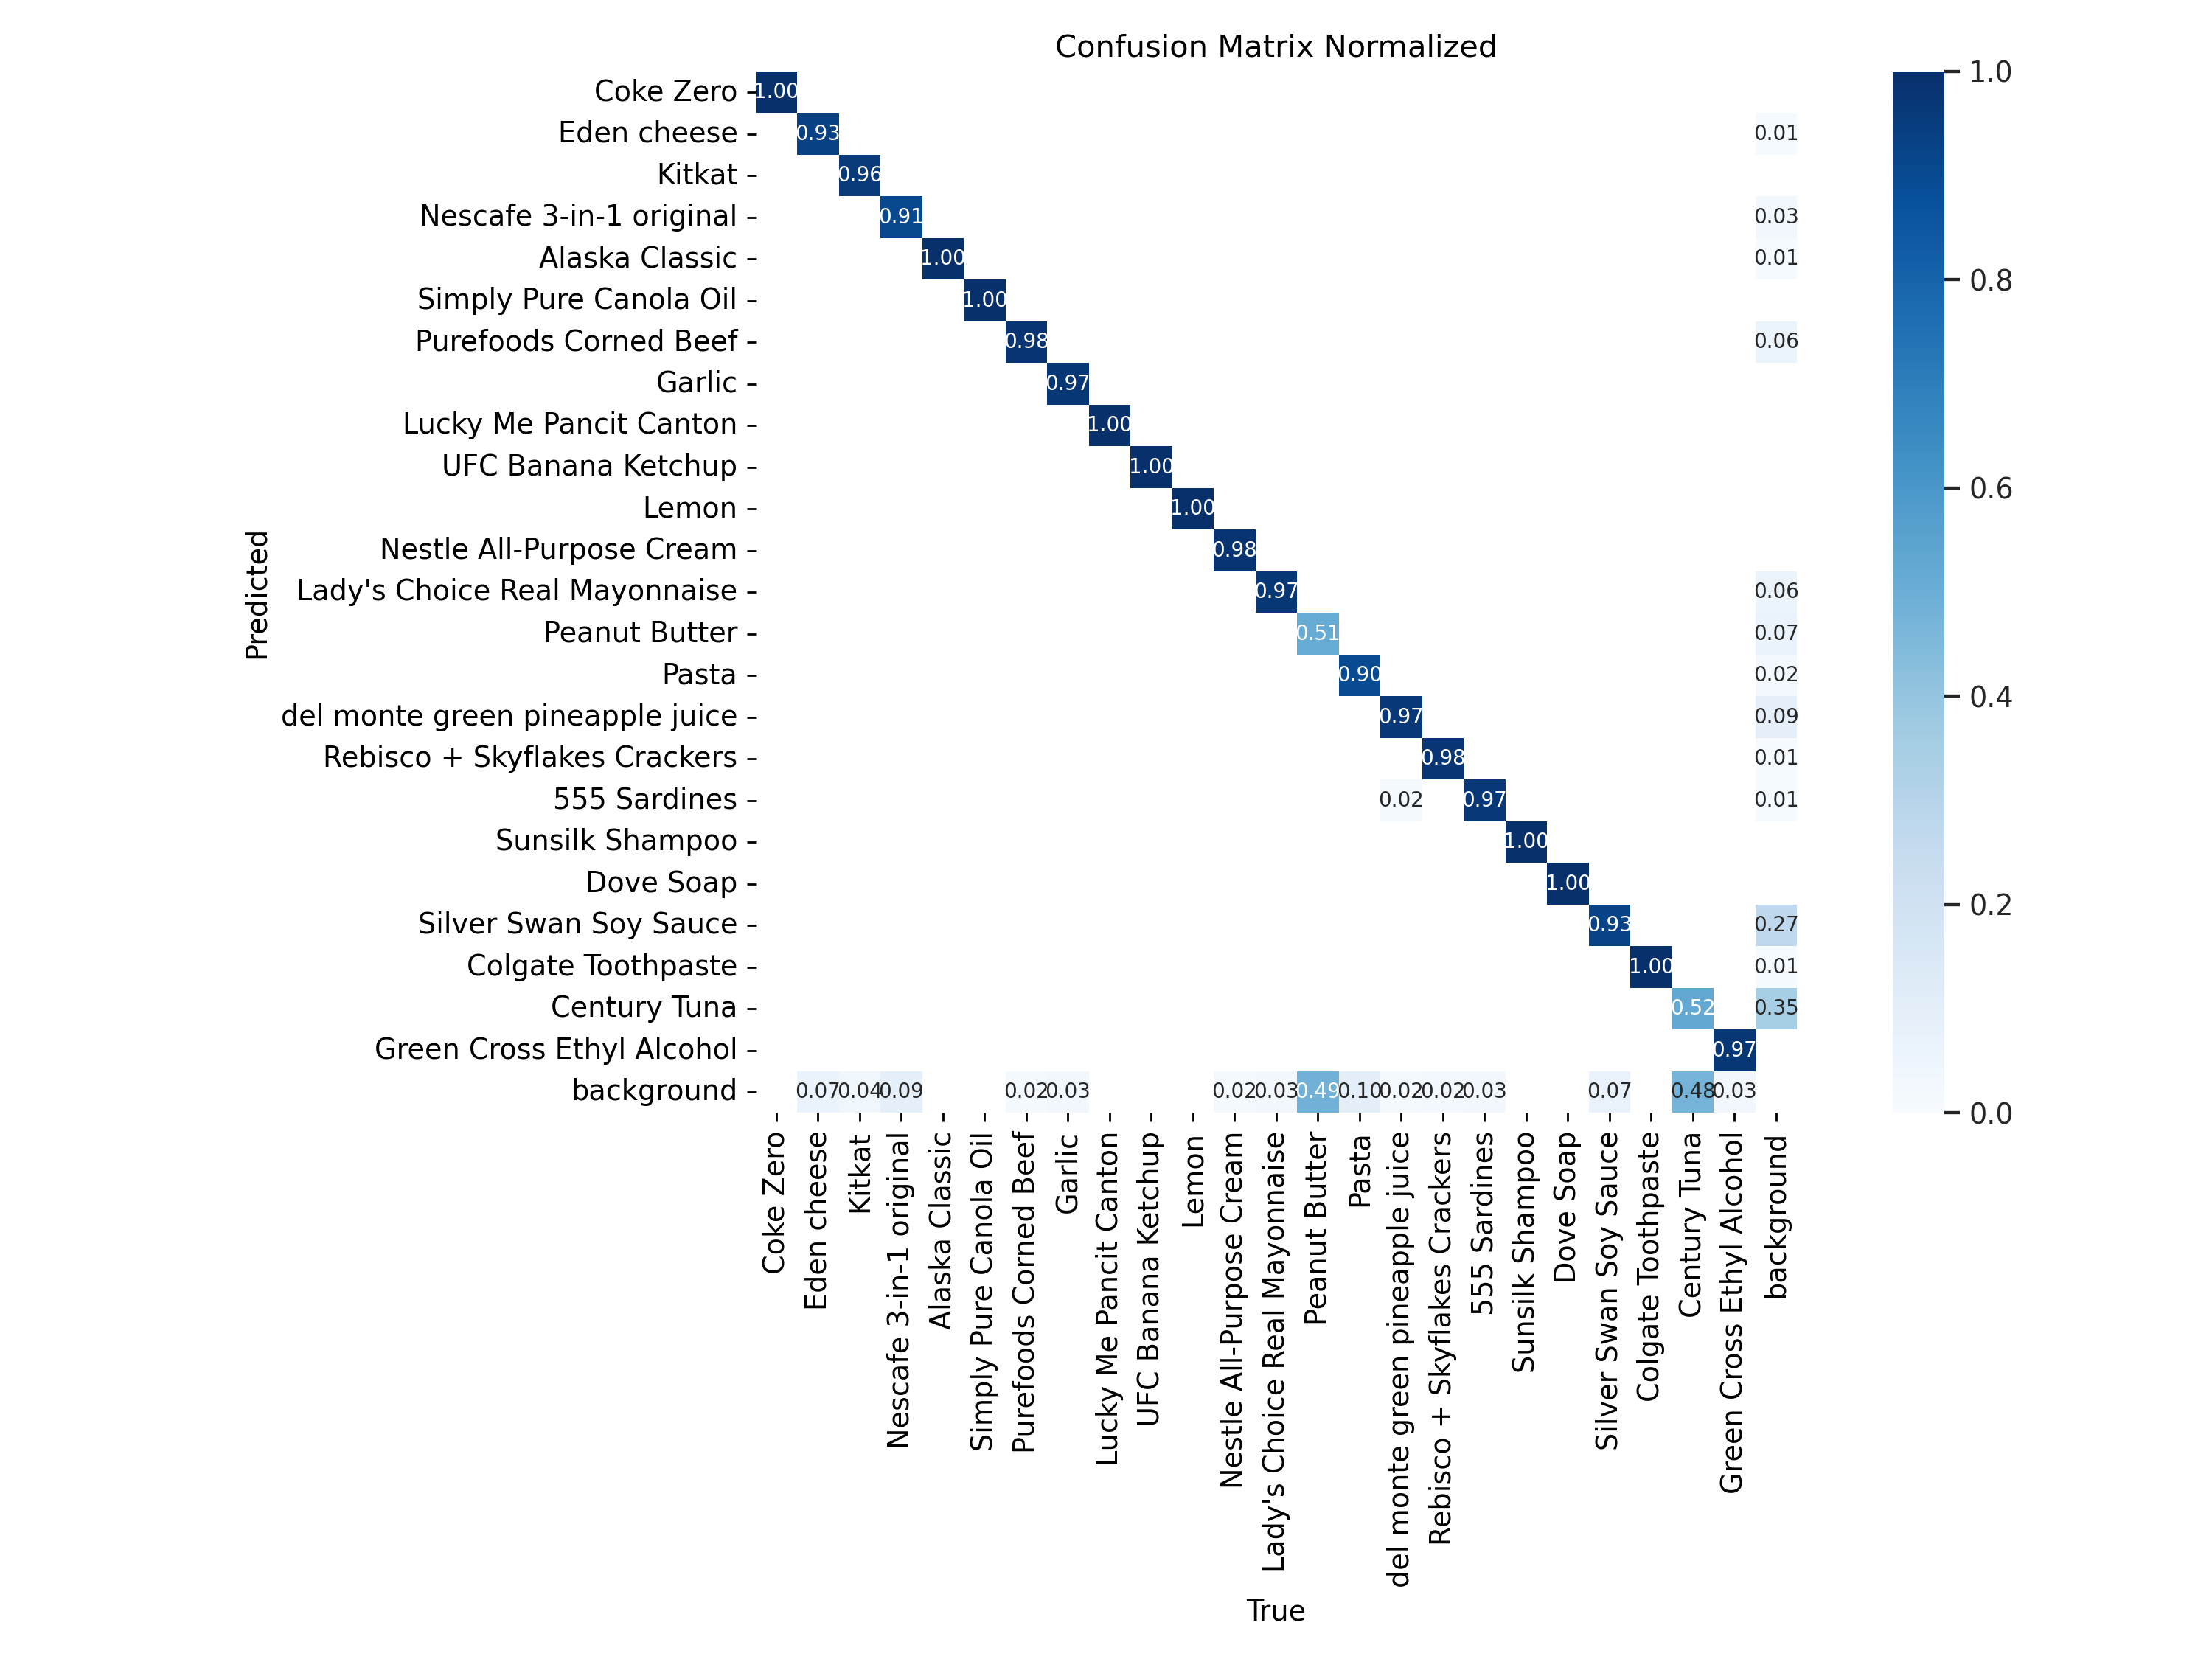 Confusion Matrix Normalized
Coke Zero 1.00
Eden cheese 0.93 0.01
Kitkat 0.96
Nescafe 3-in-1 original 0.91 0.03
Alaska Classic 1.00 0.01
Simply Pure Canola Oil 1.00
Purefoods Corned Beef 0.98 0.06
Garlic 0.97
Lucky Me Pancit Canton 1.00
UFC Banana Ketchup 1.00
Lemon 1.00
Nestle All-Purpose Cream 0.98
Lady's Choice Real Mayonnaise 0.97 0.06
Peanut Butter 0.51 0.07
Pasta 0.90 0.02
del monte green pineapple juice 0.97 0.09
Rebisco + Skyflakes Crackers 0.98 0.01
555 Sardines 0.02 0.97 0.01
Sunsilk Shampoo 1.00
Dove Soap 1.00
Silver Swan Soy Sauce 0.93 0.27
Colgate Toothpaste 1.00 0.01
Century Tuna 0.52 0.35
Green Cross Ethyl Alcohol 0.97
background 0.07 0.04 0.09 0.02 0.03 0.02 0.03 0.49 0.10 0.02 0.02 0.03 0.07 0.48 0.03
Predicted
Coke Zero
Eden cheese
Kitkat
Nescafe 3-in-1 original
Alaska Classic
Simply Pure Canola Oil
Purefoods Corned Beef
Garlic
Lucky Me Pancit Canton
UFC Banana Ketchup
Lemon
Nestle All-Purpose Cream
Lady's Choice Real Mayonnaise
Peanut Butter
Pasta
del monte green pineapple juice
Rebisco + Skyflakes Crackers
555 Sardines
Sunsilk Shampoo
Dove Soap
Silver Swan Soy Sauce
Colgate Toothpaste
Century Tuna
Green Cross Ethyl Alcohol
background
True
1.0
0.8
0.6
0.4
0.2
0.0